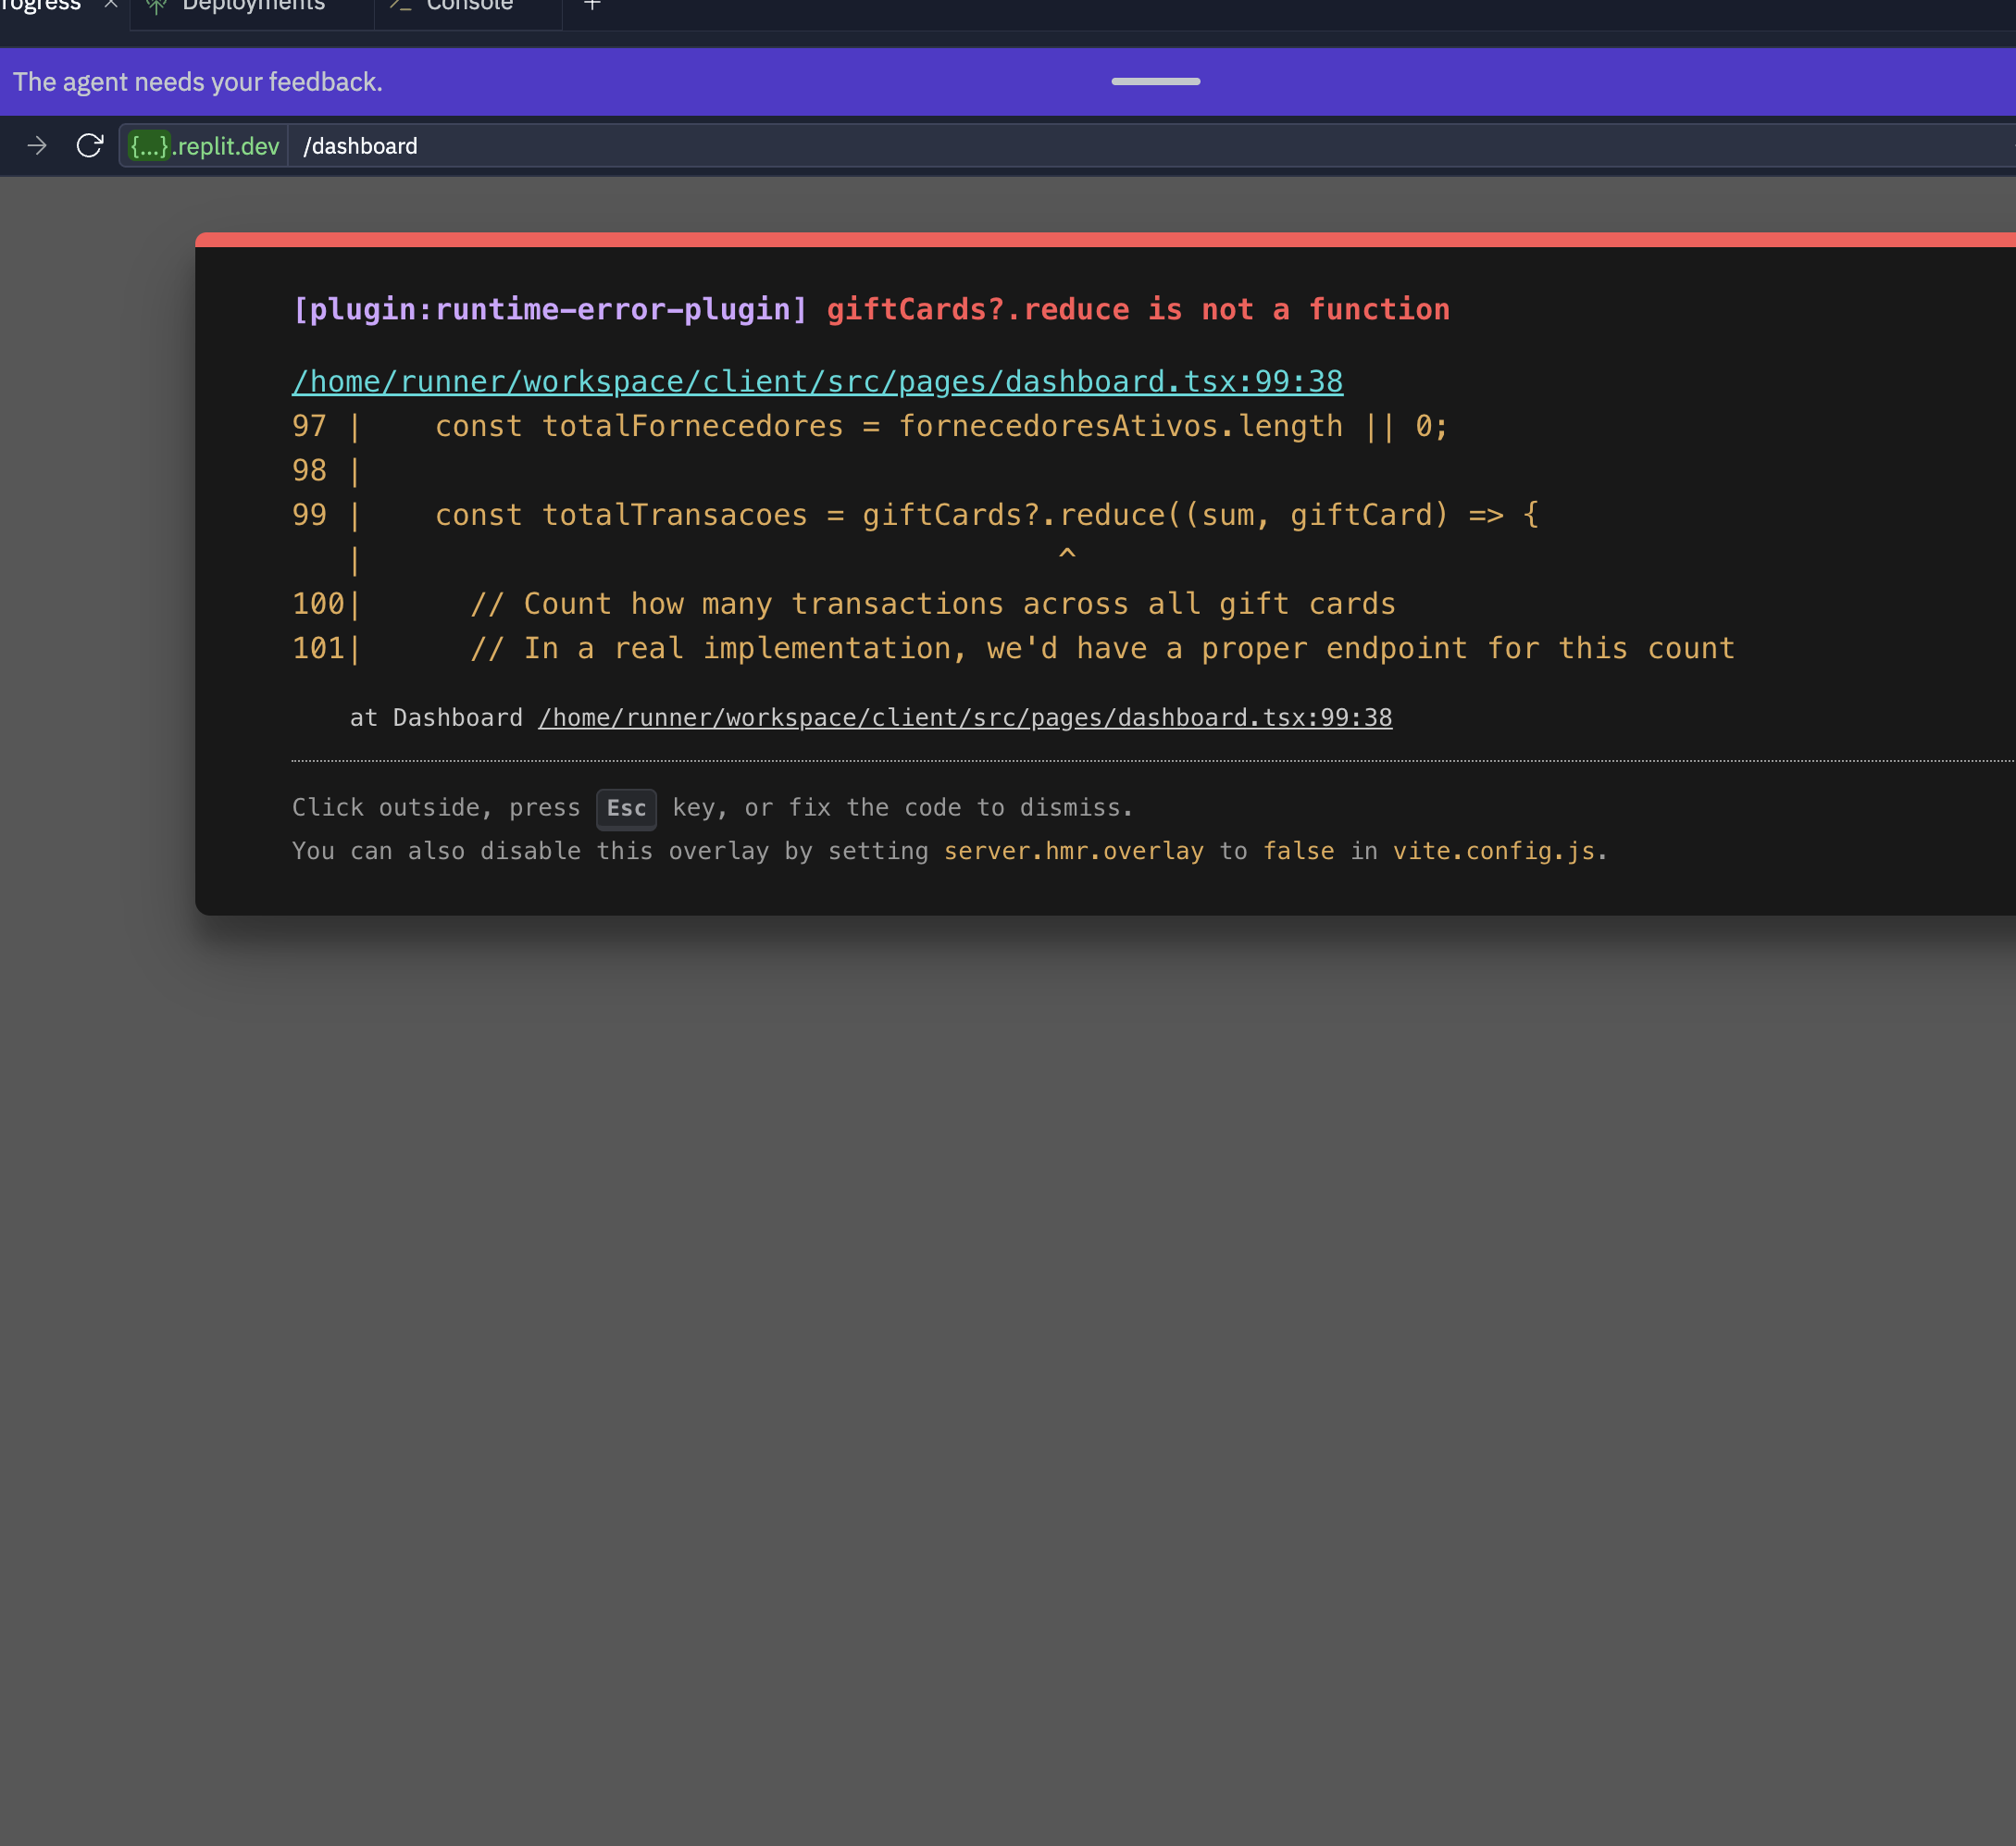 rogress × Deployments Console +
The agent needs your feedback.
{...}.replit.dev /dashboard
[plugin:runtime-error-plugin] giftCards?.reduce is not a function
/home/runner/workspace/client/src/pages/dashboard.tsx:99:38
97 |    const totalFornecedores = fornecedoresAtivos.length || 0;
98 |
99 |    const totalTransacoes = giftCards?.reduce((sum, giftCard) => {
   |                                       ^
100|      // Count how many transactions across all gift cards
101|      // In a real implementation, we'd have a proper endpoint for this count
at Dashboard /home/runner/workspace/client/src/pages/dashboard.tsx:99:38
Click outside, press Esc key, or fix the code to dismiss.
You can also disable this overlay by setting server.hmr.overlay to false in vite.config.js.